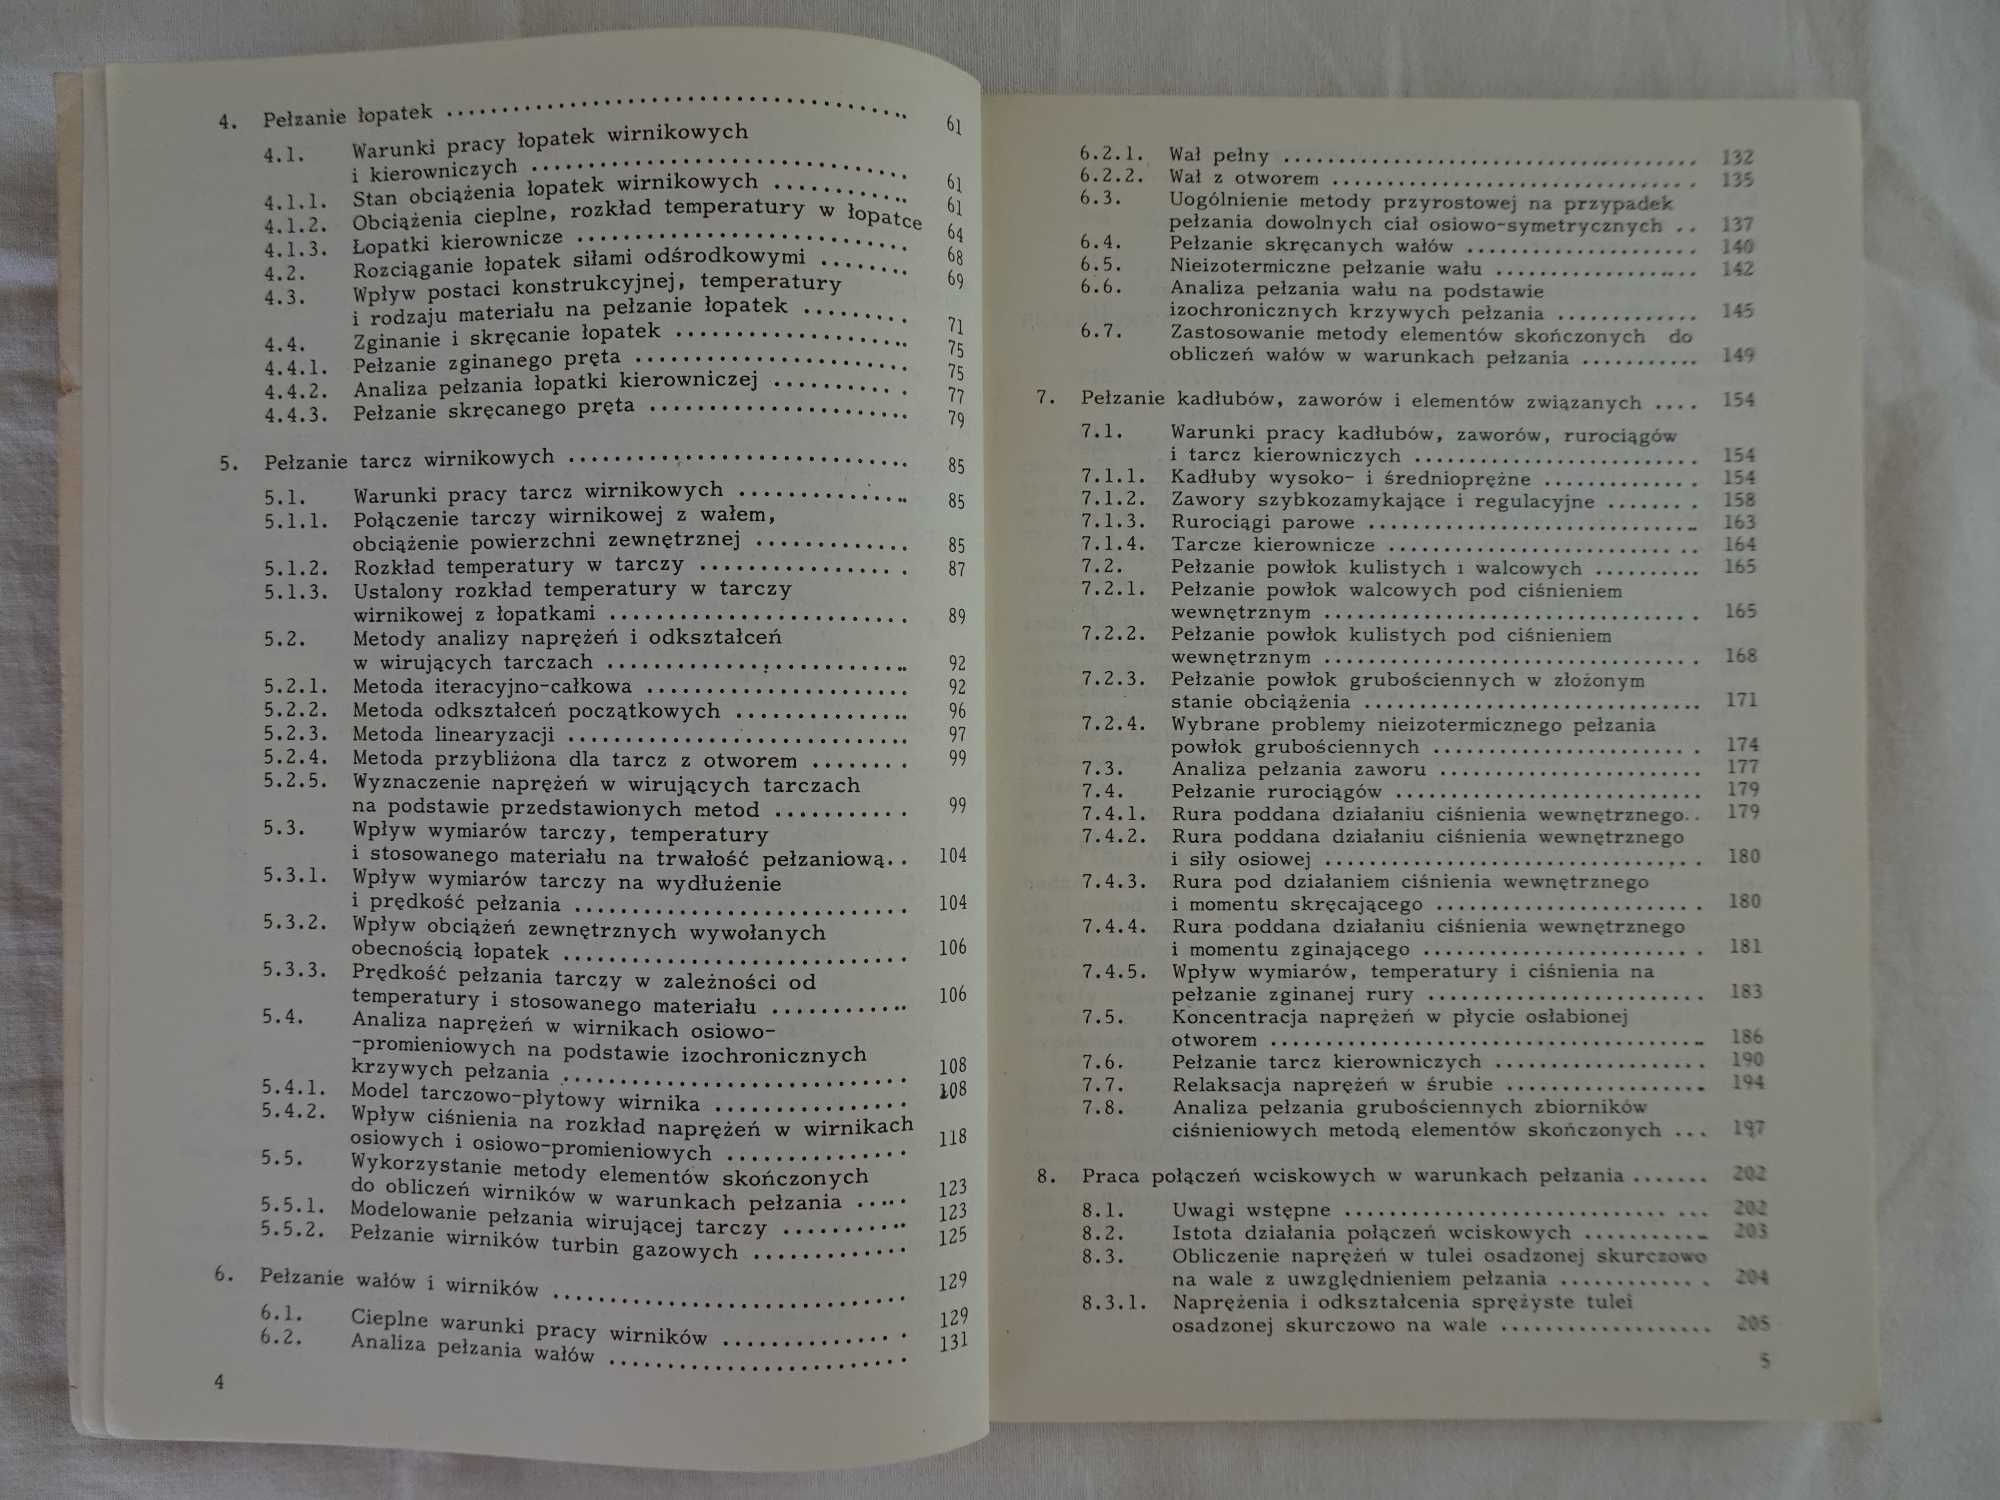 4. Pełzanie łopatek .......... 61
4.1. Warunki pracy łopatek wirnikowych
i kierowniczych .......... 61
4.1.1. Stan obciążenia łopatek wirnikowych .......... 61
4.1.2. Obciążenia cieplne, rozkład temperatury w łopatce 64
4.1.3. Łopatki kierownicze .......... 68
4.2. Rozciąganie łopatek siłami odśrodkowymi .......... 69
4.3. Wpływ postaci konstrukcyjnej, temperatury
i rodzaju materiału na pełzanie łopatek .......... 71
4.4. Zginanie i skręcanie łopatek .......... 75
4.4.1. Pełzanie zginanego pręta .......... 75
4.4.2. Analiza pełzania łopatki kierowniczej .......... 77
4.4.3. Pełzanie skręcanego pręta .......... 79
5. Pełzanie tarcz wirnikowych .......... 85
5.1. Warunki pracy tarcz wirnikowych .......... 85
5.1.1. Połączenie tarczy wirnikowej z wałem,
obciążenie powierzchni zewnętrznej .......... 85
5.1.2. Rozkład temperatury w tarczy .......... 87
5.1.3. Ustalony rozkład temperatury w tarczy
wirnikowej z łopatkami .......... 89
5.2. Metody analizy naprężeń i odkształceń
w wirujących tarczach .......... 92
5.2.1. Metoda iteracyjno-całkowa .......... 92
5.2.2. Metoda odkształceń początkowych .......... 96
5.2.3. Metoda linearyzacji .......... 97
5.2.4. Metoda przybliżona dla tarcz z otworem .......... 99
5.2.5. Wyznaczenie naprężeń w wirujących tarczach
na podstawie przedstawionych metod .......... 99
5.3. Wpływ wymiarów tarczy, temperatury
i stosowanego materiału na trwałość pełzaniową. . 104
5.3.1. Wpływ wymiarów tarczy na wydłużenie
i prędkość pełzania .......... 104
5.3.2. Wpływ obciążeń zewnętrznych wywołanych
obecnością łopatek .......... 106
5.3.3. Prędkość pełzania tarczy w zależności od
temperatury i stosowanego materiału .......... 106
5.4. Analiza naprężeń w wirnikach osiowo-
-promieniowych na podstawie izochronicznych
krzywych pełzania .......... 108
5.4.1. Model tarczowo-płytowy wirnika .......... 108
5.4.2. Wpływ ciśnienia na rozkład naprężeń w wirnikach
osiowych i osiowo-promieniowych .......... 118
5.5. Wykorzystanie metody elementów skończonych
do obliczeń wirników w warunkach pełzania ..... 123
5.5.1. Modelowanie pełzania wirującej tarczy .......... 123
5.5.2. Pełzanie wirników turbin gazowych .......... 125
6. Pełzanie wałów i wirników .......... 129
6.1. Cieplne warunki pracy wirników .......... 129
6.2. Analiza pełzania wałów .......... 131
4
6.2.1. Wał pełny .......... 132
6.2.2. Wał z otworem .......... 135
6.3. Uogólnienie metody przyrostowej na przypadek
pełzania dowolnych ciał osiowo-symetrycznych . . 137
6.4. Pełzanie skręcanych wałów .......... 140
6.5. Nieizotermiczne pełzanie wału .......... 142
6.6. Analiza pełzania wału na podstawie
izochronicznych krzywych pełzania .......... 145
6.7. Zastosowanie metody elementów skończonych do
obliczeń wałów w warunkach pełzania .......... 149
7. Pełzanie kadłubów, zaworów i elementów związanych .... 154
7.1. Warunki pracy kadłubów, zaworów, rurociągów
i tarcz kierowniczych .......... 154
7.1.1. Kadłuby wysoko- i średnioprężne .......... 154
7.1.2. Zawory szybkozamykające i regulacyjne .......... 158
7.1.3. Rurociągi parowe .......... 163
7.1.4. Tarcze kierownicze .......... 164
7.2. Pełzanie powłok kulistych i walcowych .......... 165
7.2.1. Pełzanie powłok walcowych pod ciśnieniem
wewnętrznym .......... 165
7.2.2. Pełzanie powłok kulistych pod ciśnieniem
wewnętrznym .......... 168
7.2.3. Pełzanie powłok grubościennych w złożonym
stanie obciążenia .......... 171
7.2.4. Wybrane problemy nieizotermicznego pełzania
powłok grubościennych .......... 174
7.3. Analiza pełzania zaworu .......... 177
7.4. Pełzanie rurociągów .......... 179
7.4.1. Rura poddana działaniu ciśnienia wewnętrznego. . 179
7.4.2. Rura poddana działaniu ciśnienia wewnętrznego
i siły osiowej .......... 180
7.4.3. Rura pod działaniem ciśnienia wewnętrznego
i momentu skręcającego .......... 180
7.4.4. Rura poddana działaniu ciśnienia wewnętrznego
i momentu zginającego .......... 181
7.4.5. Wpływ wymiarów, temperatury i ciśnienia na
pełzanie zginanej rury .......... 183
7.5. Koncentracja naprężeń w płycie osłabionej
otworem .......... 186
7.6. Pełzanie tarcz kierowniczych .......... 190
7.7. Relaksacja naprężeń w śrubie .......... 194
7.8. Analiza pełzania grubościennych zbiorników
ciśnieniowych metodą elementów skończonych ... 197
8. Praca połączeń wciskowych w warunkach pełzania ....... 202
8.1. Uwagi wstępne .......... 202
8.2. Istota działania połączeń wciskowych .......... 203
8.3. Obliczenie naprężeń w tulei osadzonej skurczowo
na wale z uwzględnieniem pełzania .......... 204
8.3.1. Naprężenia i odkształcenia sprężyste tulei
osadzonej skurczowo na wale .......... 205
5